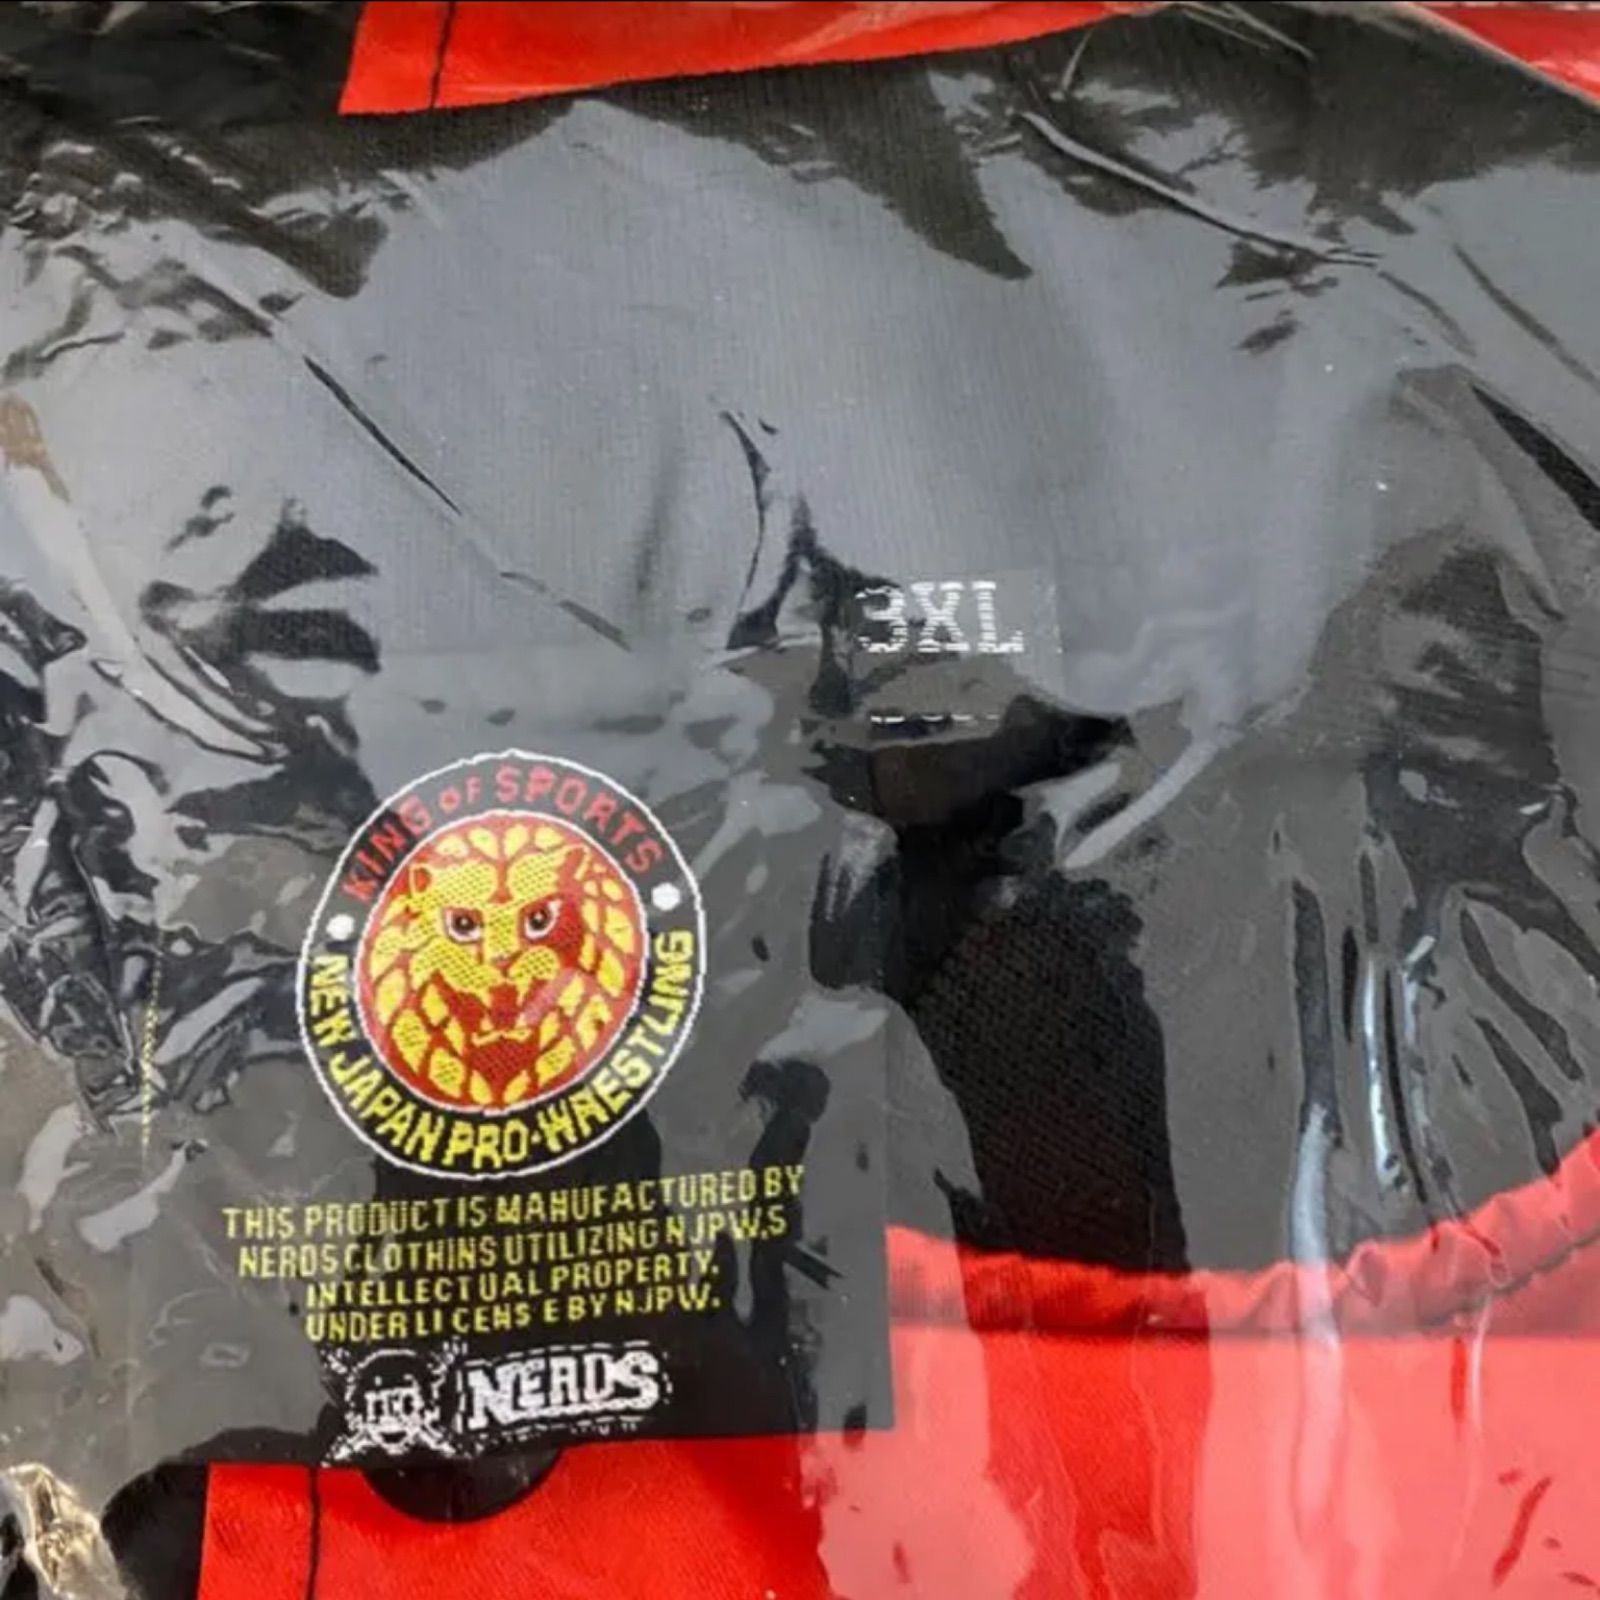 3XL
KING OF SPORTS
NEW JAPAN PRO-WRESTLING
THIS PRODUCT IS MANUFACTURED BY
NERDS CLOTHINS UTILIZING NJPW,S
INTELLECTUAL PROPERTY.
UNDER LICENSE BY NJPW.
NERDS